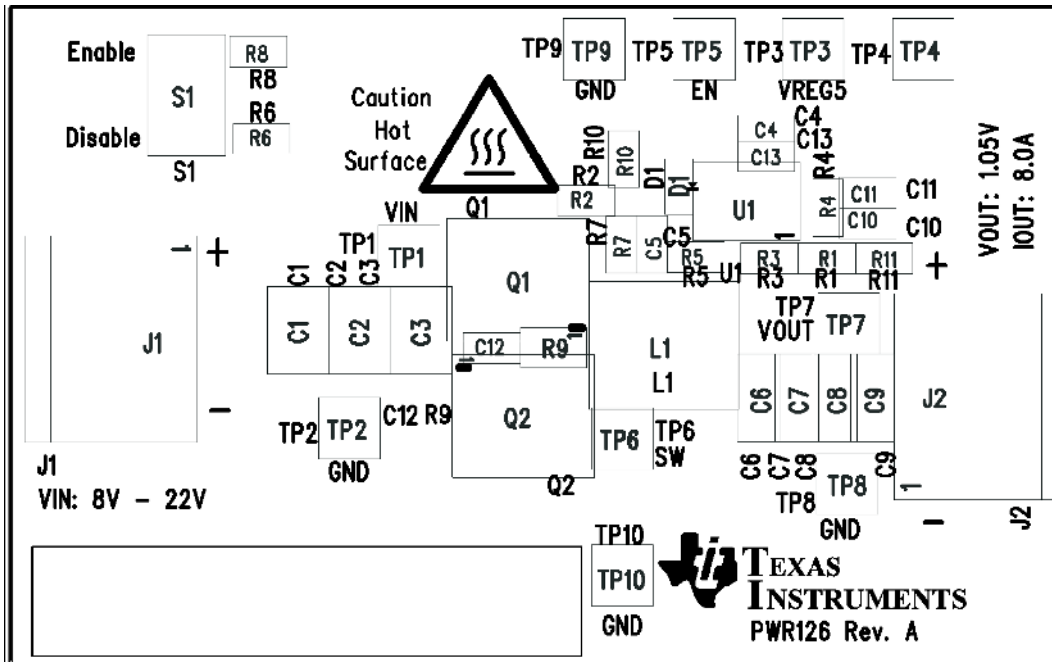 Enable
S1
R8
R8
R6
R6
Disable
S1
Caution
Hot
Surface
TP9
TP9
GND
TP5
TP5
EN
TP3
TP3
VREG5
TP4
TP4
C4
C4
C13
C13
R10
R10
R2
R2
D1
D1
U1
1
U1
R4
R4
C11
C11
C10
C10
VOUT: 1.05V
IOUT: 8.0A
R7
R7
C5
C5
R5
R5
R3
R3
R1
R1
R11
R11
+
Q1
Q1
1
VIN
TP1
TP1
C1
C2
C3
C1
C2
C3
1
+
J1
-
J1
VIN: 8V - 22V
TP2
TP2
GND
C12
R9
C12
R9
1
Q2
Q2
L1
L1
TP6
TP6
SW
TP7
VOUT
TP7
C6
C7
C8
C9
C6
C7
C8
C9
TP8
TP8
GND
J2
1
-
J2
TP10
TP10
GND
TEXAS
INSTRUMENTS
PWR126 Rev. A